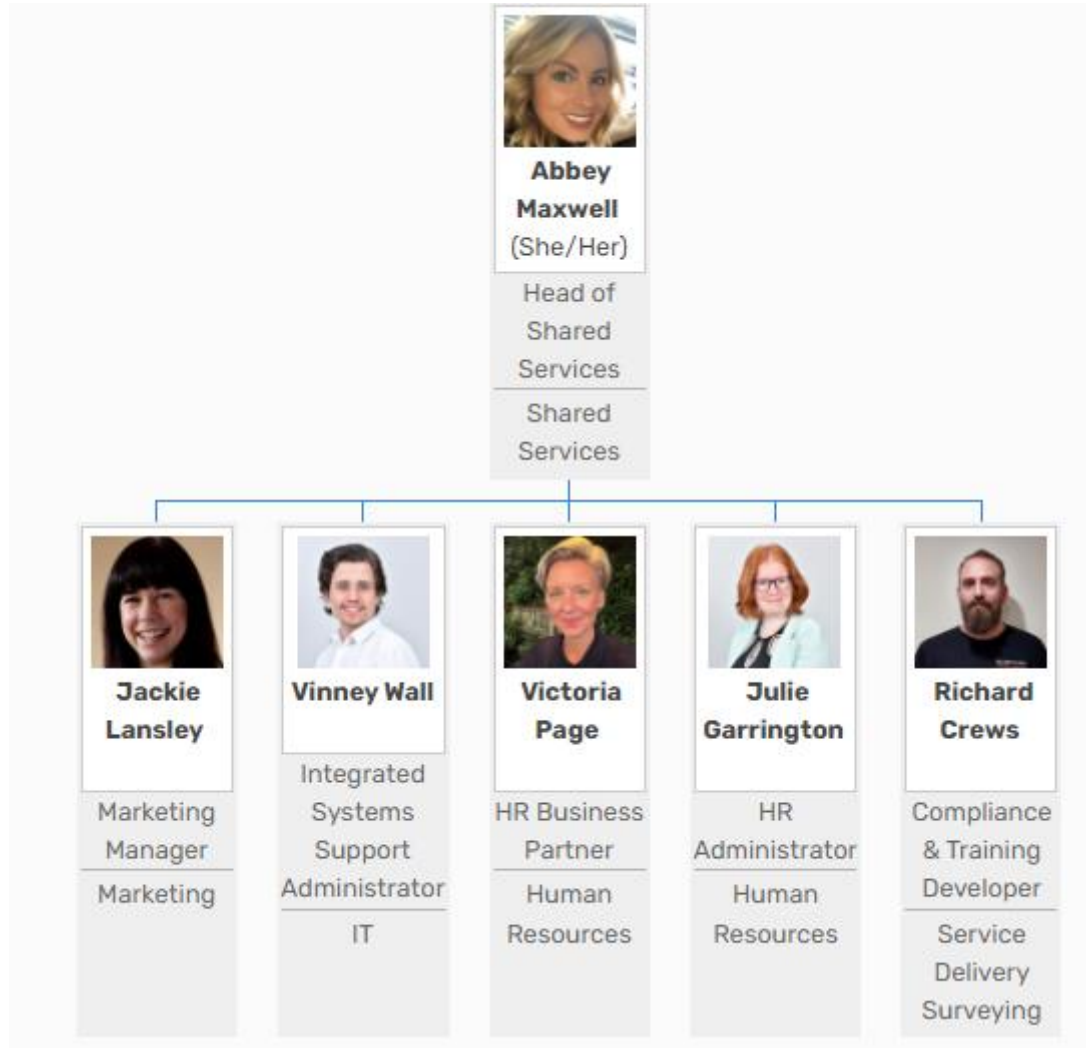 Abbey
Maxwell
(She/Her)
Head of
Shared
Services
Shared
Services
Jackie
Lansley
Marketing
Manager
Marketing
Vinney Wall
Integrated
Systems
Support
Administrator
IT
Victoria
Page
HR Business
Partner
Human
Resources
Julie
Garrington
HR
Administrator
Human
Resources
Richard
Crews
Compliance
& Training
Developer
Service
Delivery
Surveying